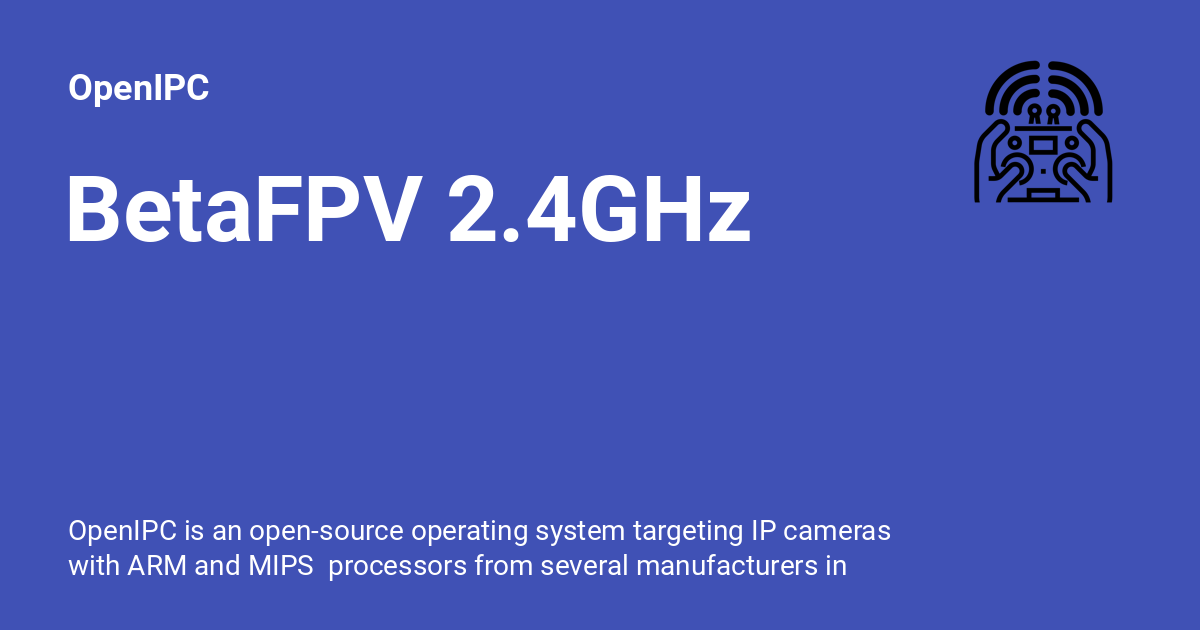 OpenIPC
BetaFPV 2.4GHz
OpenIPC is an open-source operating system targeting IP cameras
with ARM and MIPS  processors from several manufacturers in